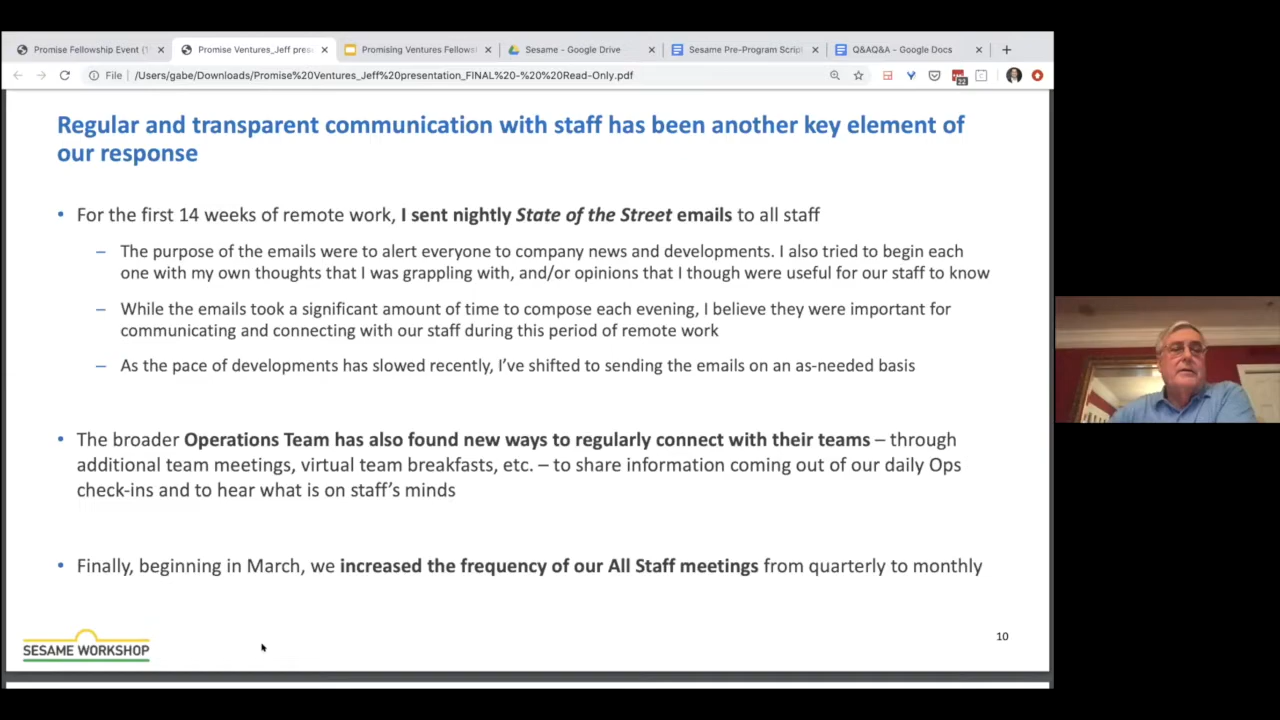 Promise Fellowship Event (T
Promise Ventures_Jeff pres
Promising Ventures Fellows
Sesame - Google Drive
Sesame Pre-Program Script
Q&AQ&A - Google Docs
File
/Users/gabe/Downloads/Promise%20Ventures_Jeff%20presentation_FINAL%20-%20%20Read-Only.pdf
22
Regular and transparent communication with staff has been another key element of
our response
• For the first 14 weeks of remote work, I sent nightly State of the Street emails to all staff
– The purpose of the emails were to alert everyone to company news and developments. I also tried to begin each
one with my own thoughts that I was grappling with, and/or opinions that I though were useful for our staff to know
– While the emails took a significant amount of time to compose each evening, I believe they were important for
communicating and connecting with our staff during this period of remote work
– As the pace of developments has slowed recently, I’ve shifted to sending the emails on an as-needed basis
• The broader Operations Team has also found new ways to regularly connect with their teams – through
additional team meetings, virtual team breakfasts, etc. – to share information coming out of our daily Ops
check-ins and to hear what is on staff’s minds
• Finally, beginning in March, we increased the frequency of our All Staff meetings from quarterly to monthly
SESAME WORKSHOP
10